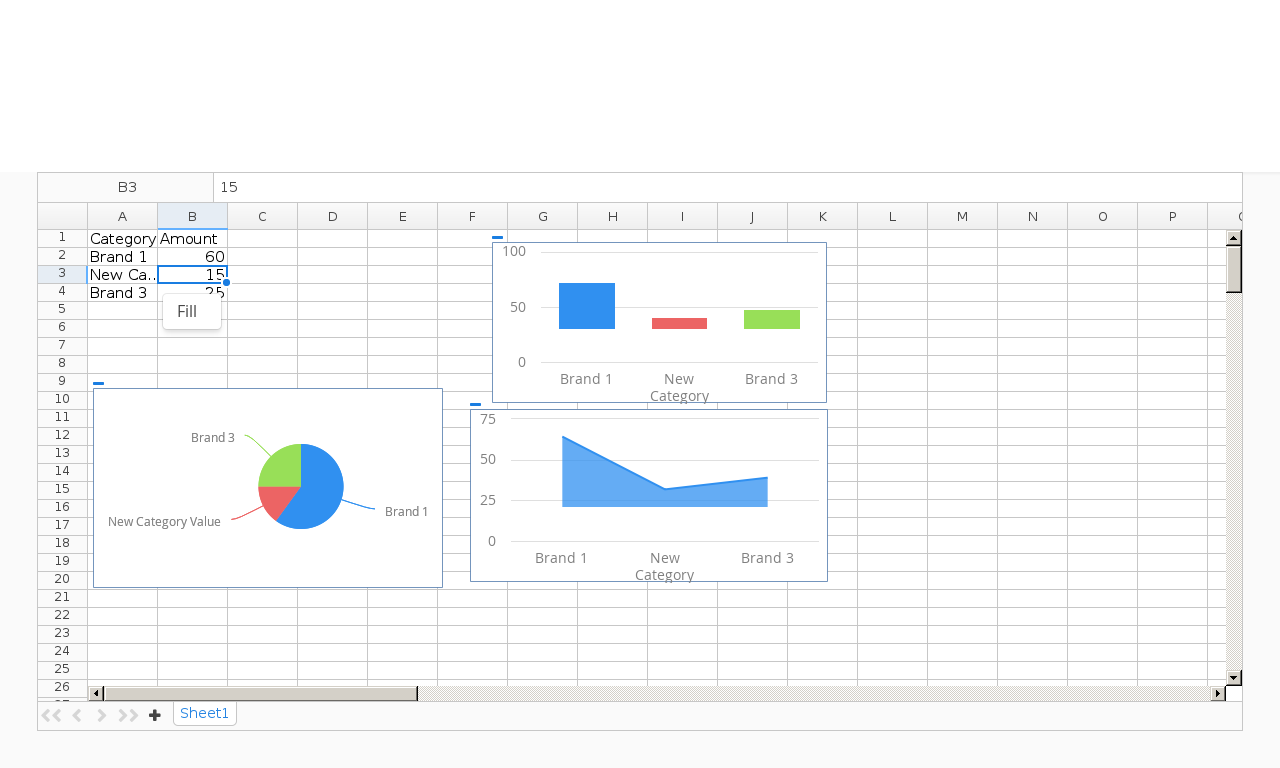 B3 15
A B C D E F G H I J K L M N O P
1 Category Amount
2 Brand 1 60
3 New Ca.. 15
4 Brand 3 25
Fill
5
6
7
8
9
10
11
12
13
14
15
16
17
18
19
20
21
22
23
24
25
26
100
50
0
Brand 1 New Brand 3
Category
75
50
25
0
Brand 1 New Brand 3
Category
Brand 3
New Category Value
Brand 1
Sheet1